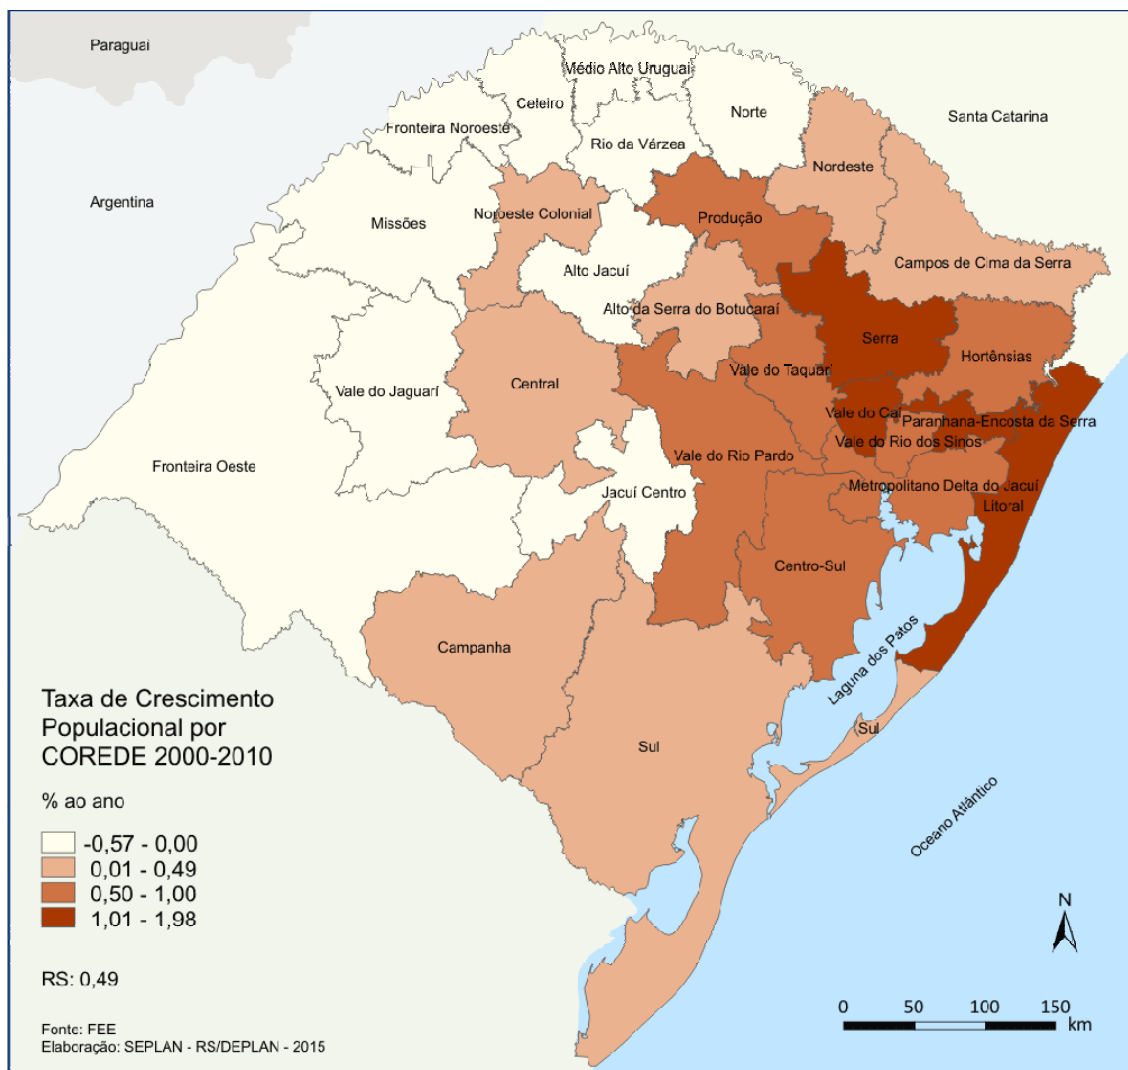 Paraguai
Médio Alto Uruguai
Celeiro
Norte
Santa Catarina
Fronteira Noroeste
Rio da Várzea
Nordeste
Argentina
Missões
Noroeste Colonial
Produção
Alto Jacuí
Campos de Cima da Serra
Alto da Serra do Botucaraí
Serra
Hortênsias
Vale do Taquari
Central
Vale do Jaguarí
Vale do Caí
Paranhana-Encosta da Serra
Vale do Rio dos Sinos
Vale do Rio Pardo
Fronteira Oeste
Metropolitano Delta do Jacuí
Jacuí Centro
Litoral
Centro-Sul
Campanha
Laguna dos Patos
Sul
Sul
Oceano Atlântico
Taxa de Crescimento
Populacional por
COREDE 2000-2010
% ao ano
-0,57 - 0,00
0,01 - 0,49
0,50 - 1,00
1,01 - 1,98
RS: 0,49
Fonte: FEE
Elaboração: SEPLAN - RS/DEPLAN - 2015
N
0 50 100 150
km